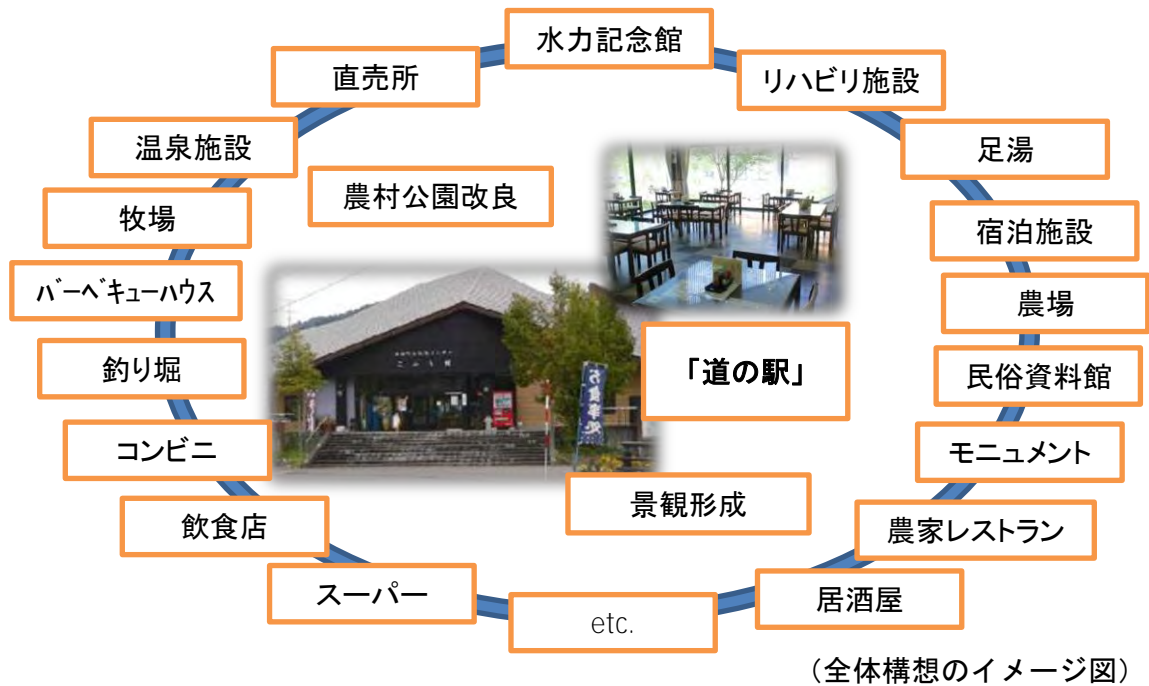 水力記念館
直売所
リハビリ施設
温泉施設
足湯
農村公園改良
牧場
宿泊施設
バーベキューハウス
農場
釣り堀
「道の駅」
民俗資料館
お食事処
コンビニ
モニュメント
景観形成
飲食店
農家レストラン
スーパー
居酒屋
etc.
(全体構想のイメージ図)